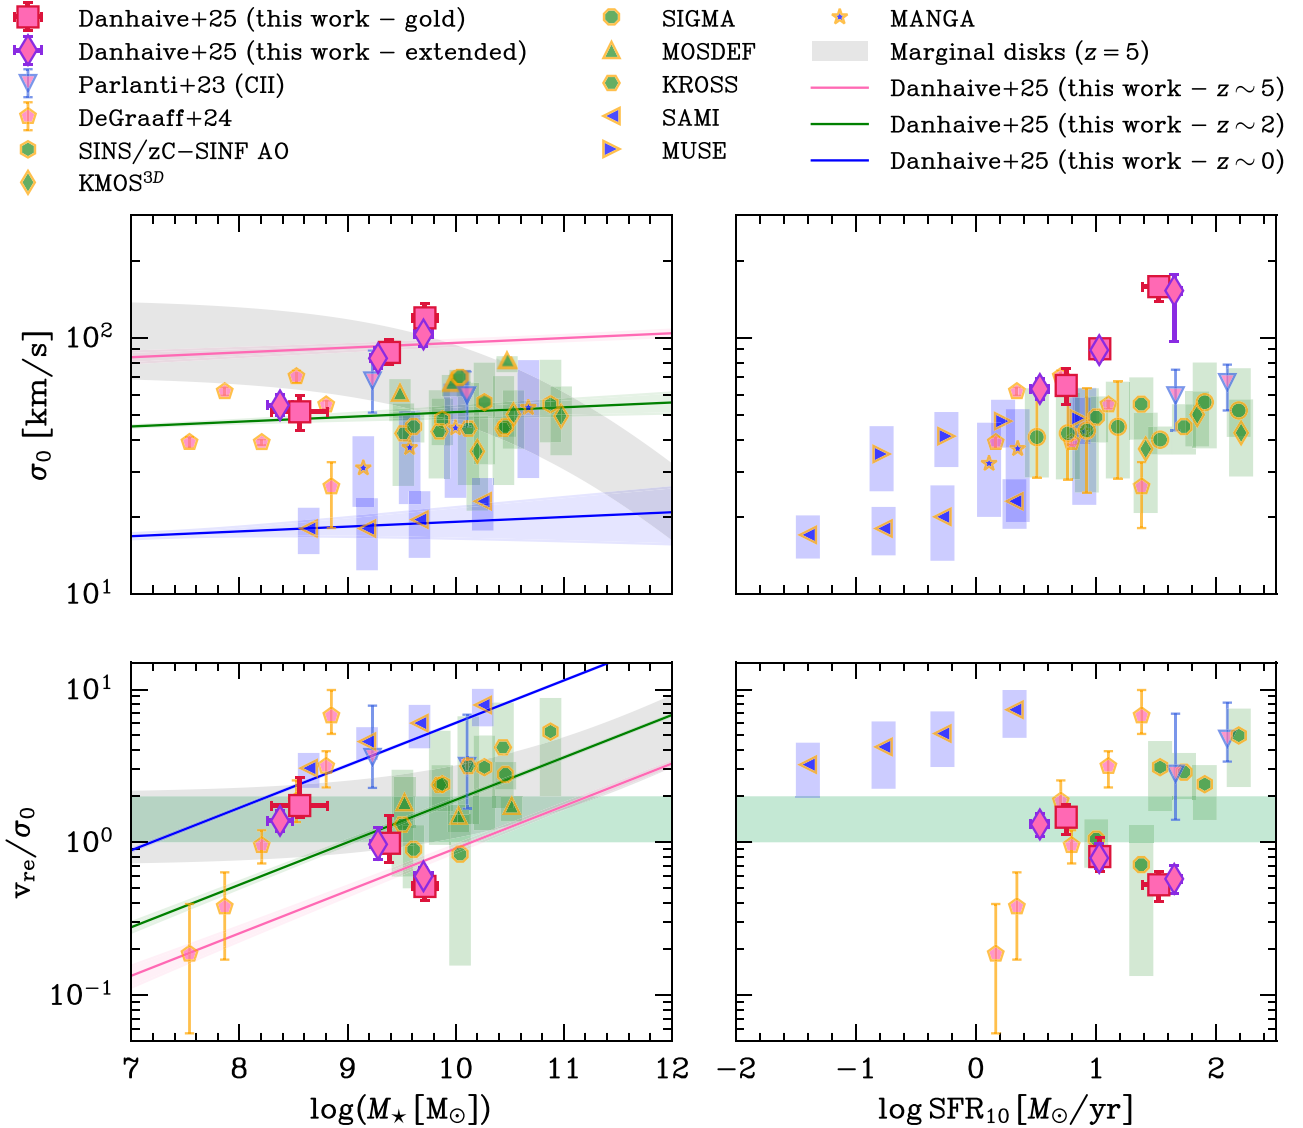 Danhaive+25 (this work – gold)
Danhaive+25 (this work – extended)
Parlanti+23 (CII)
DeGraaff+24
SINS/zC–SINF AO
KMOS³ᴰ
SIGMA
MOSDEF
KROSS
SAMI
MUSE
MANGA
Marginal disks (z = 5)
Danhaive+25 (this work – z ∼ 5)
Danhaive+25 (this work – z ∼ 2)
Danhaive+25 (this work – z ∼ 0)
σ₀ [km/s]
10²
10¹
v_re/σ₀
10¹
10⁰
10⁻¹
7 8 9 10 11 12
−2 −1 0 1 2
log(M⋆ [M⊙])
log SFR₁₀ [M⊙/yr]